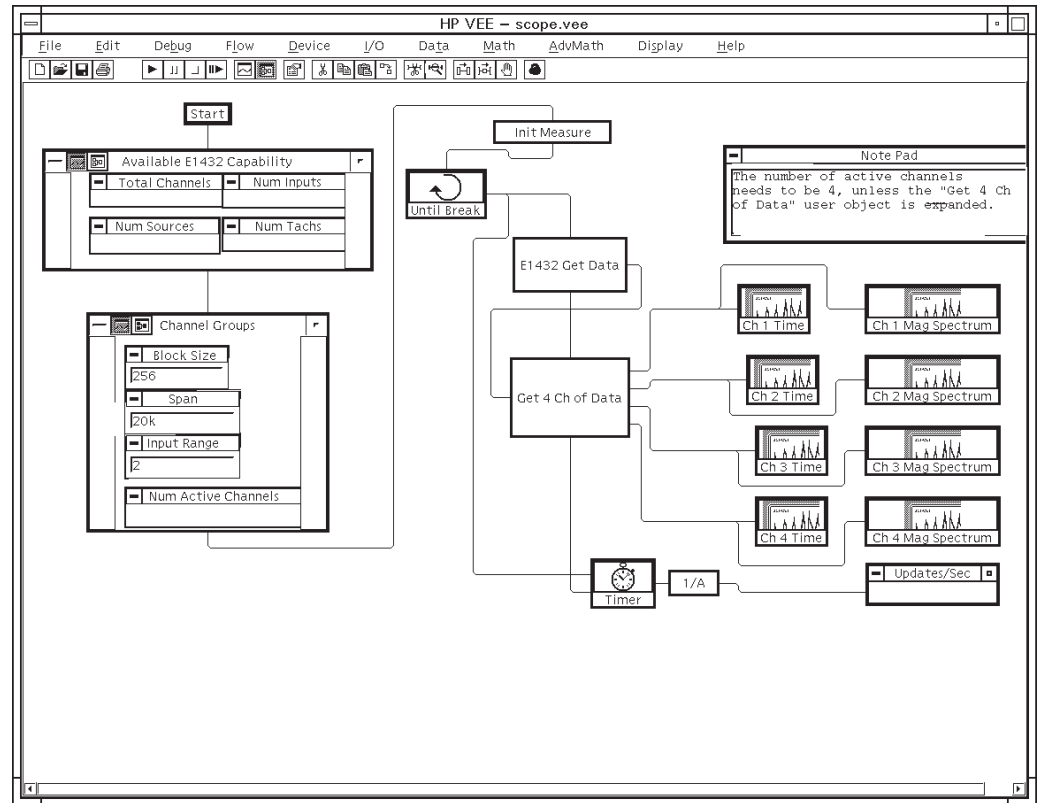 HP VEE – scope.vee
File Edit Debug Flow Device I/O Data Math AdvMath Display Help
Start
Available E1432 Capability
Total Channels
Num Inputs
Num Sources
Num Tachs
Channel Groups
Block Size
256
Span
20k
Input Range
2
Num Active Channels
Init Measure
Until Break
E1432 Get Data
Get 4 Ch of Data
Note Pad
The number of active channels
needs to be 4, unless the "Get 4 Ch
of Data" user object is expanded.
Ch 1 Time
Ch 1 Mag Spectrum
Ch 2 Time
Ch 2 Mag Spectrum
Ch 3 Time
Ch 3 Mag Spectrum
Ch 4 Time
Ch 4 Mag Spectrum
Timer
1/A
Updates/Sec